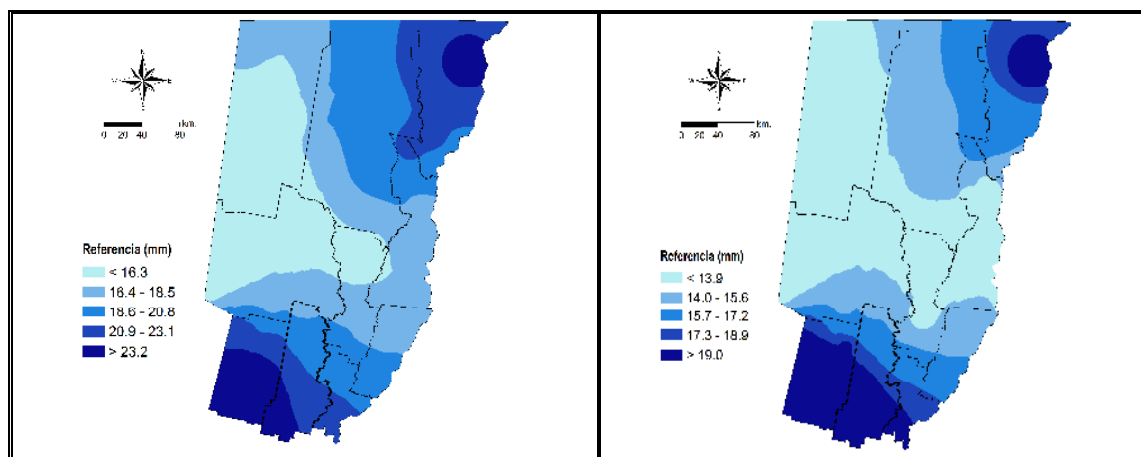 N
km.
0 20 40 80
Referencia (mm)
< 16.3
16.4 - 18.5
18.6 - 20.8
20.9 - 23.1
> 23.2
N
km.
0 20 40 80
Referencia (mm)
< 13.9
14.0 - 15.6
15.7 - 17.2
17.3 - 18.9
> 19.0